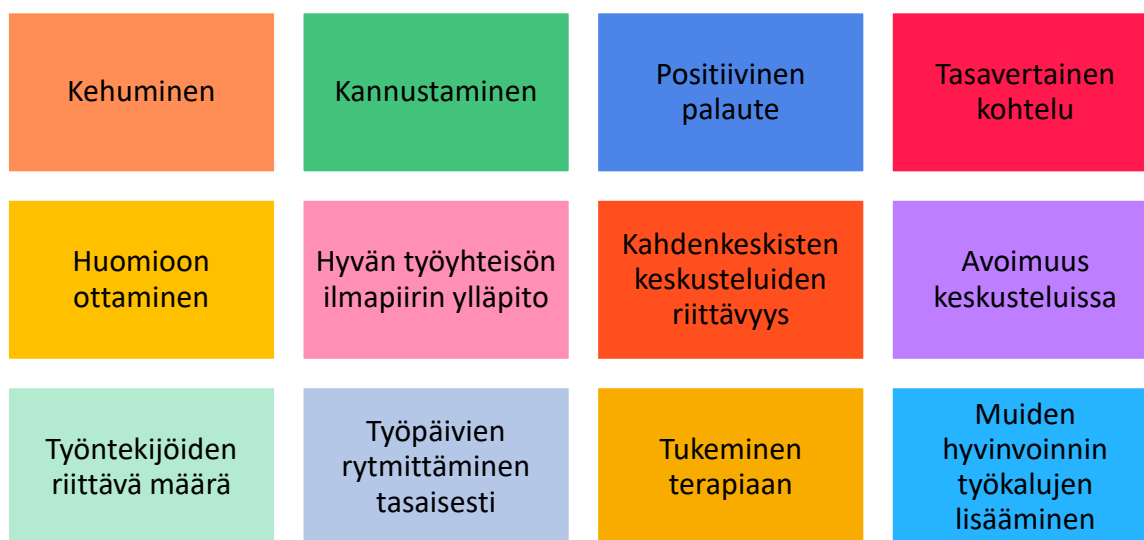 Kehuminen
Kannustaminen
Positiivinen
palaute
Tasavertainen
kohtelu
Huomioon
ottaminen
Hyvän työyhteisön
ilmapiirin ylläpito
Kahdenkeskisten
keskusteluiden
riittävyys
Avoimuus
keskusteluissa
Työntekijöiden
riittävä määrä
Työpäivien
rytmittäminen
tasaisesti
Tukeminen
terapiaan
Muiden
hyvinvoinnin
työkalujen
lisääminen